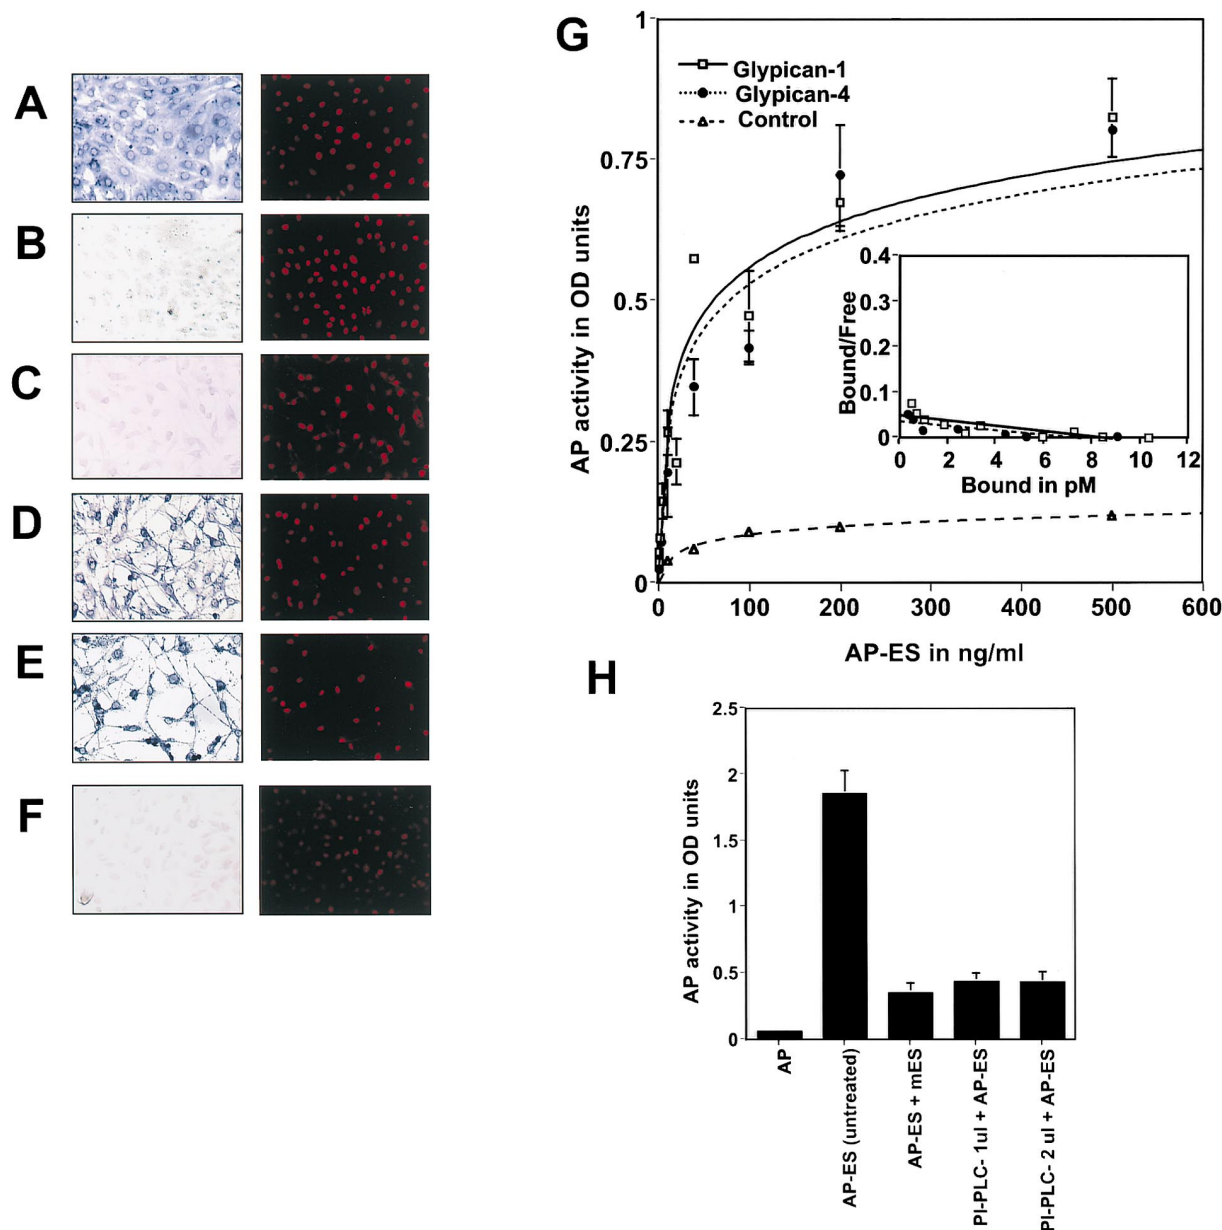 A
B
C
D
E
F
G
Glypican-1
Glypican-4
Control
AP activity in OD units
1
0.75
0.5
0.25
0
0 100 200 300 400 500 600
AP-ES in ng/ml
Bound/Free
0.4
0.3
0.2
0.1
0
0 2 4 6 8 10 12
Bound in pM
H
AP activity in OD units
2.5
2
1.5
1
0.5
0
AP
AP-ES (untreated)
AP-ES + mES
PI-PLC- 1ul + AP-ES
PI-PLC- 2 ul + AP-ES